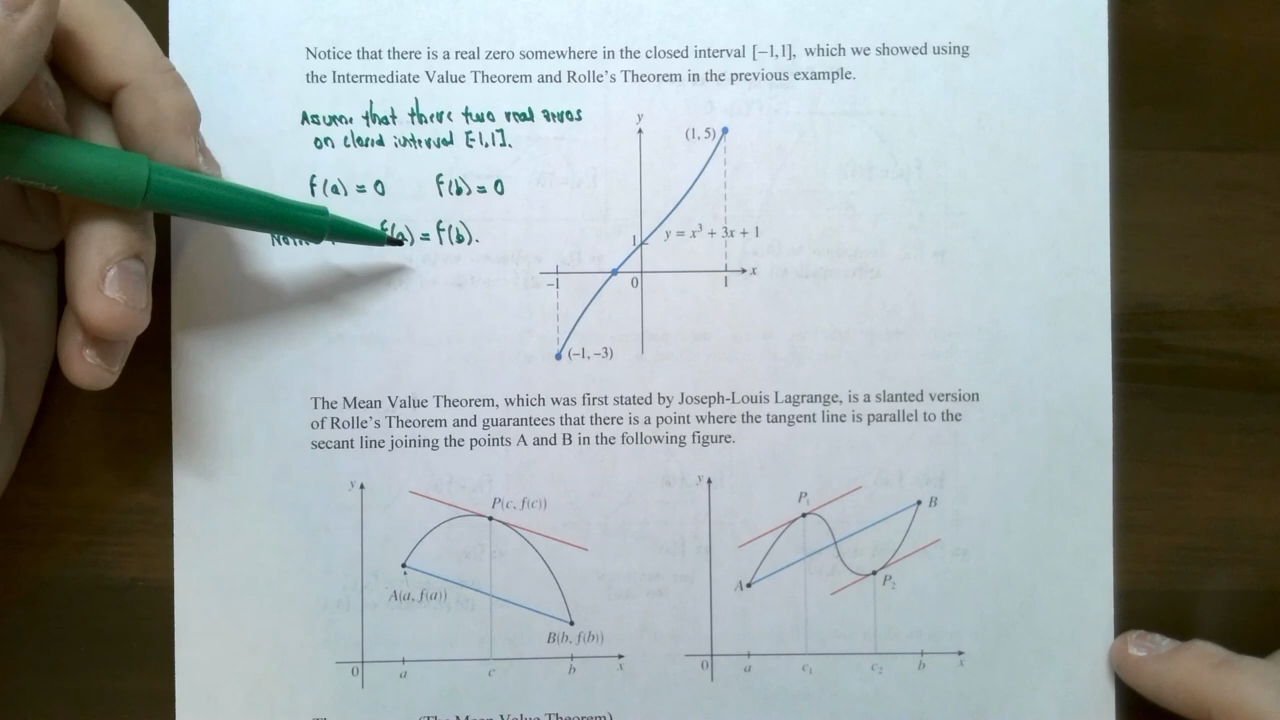 Notice that there is a real zero somewhere in the closed interval [−1,1], which we showed using
the Intermediate Value Theorem and Rolle's Theorem in the previous example.
Assume that there two real zeros
on closed interval [-1,1].
f(a) = 0 f(b) = 0
f(a) = f(b).
y
(1, 5)
1
y = x³ + 3x + 1
−1
0
1
x
(−1, −3)
The Mean Value Theorem, which was first stated by Joseph-Louis Lagrange, is a slanted version
of Rolle's Theorem and guarantees that there is a point where the tangent line is parallel to the
secant line joining the points A and B in the following figure.
y
P(c, f(c))
A(a, f(a))
B(b, f(b))
0
a
c
b
x
y
P₁
B
A
P₂
0
a
c₁
c₂
b
x
(The Mean Value Theorem)